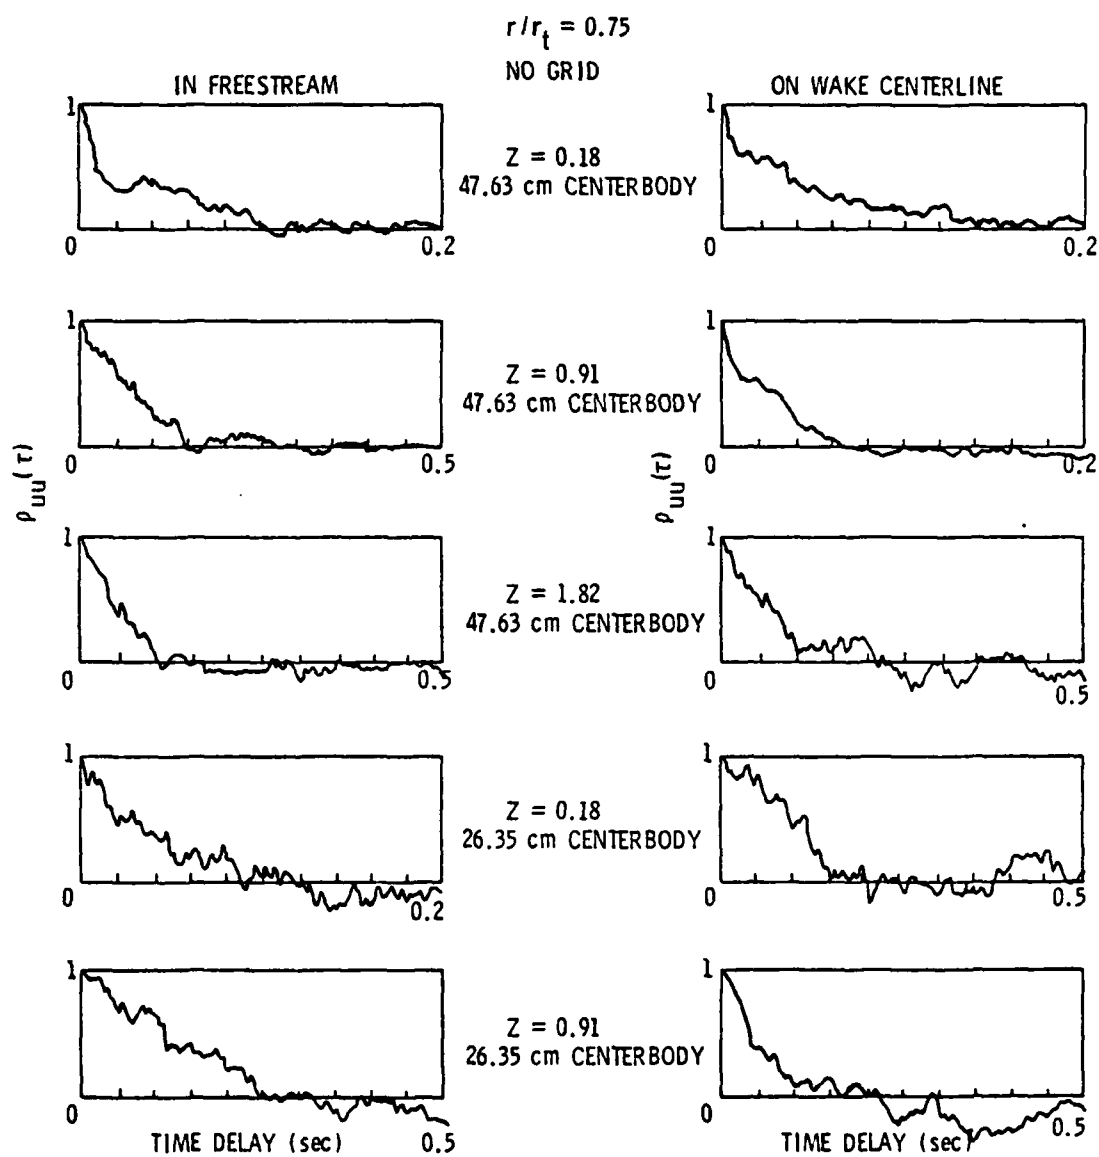 r/r_t = 0.75
NO GRID
IN FREESTREAM
ON WAKE CENTERLINE
1
0
0.2
Z = 0.18
47.63 cm CENTERBODY
1
0
0.2
1
0
0.5
Z = 0.91
47.63 cm CENTERBODY
1
0
0.2
ρ_uu(τ)
ρ_uu(τ)
1
0
0.5
Z = 1.82
47.63 cm CENTERBODY
1
0
0.5
1
0
0.2
Z = 0.18
26.35 cm CENTERBODY
1
0
0.5
1
0
0.5
Z = 0.91
26.35 cm CENTERBODY
1
0
0.5
TIME DELAY (sec)
TIME DELAY (sec)